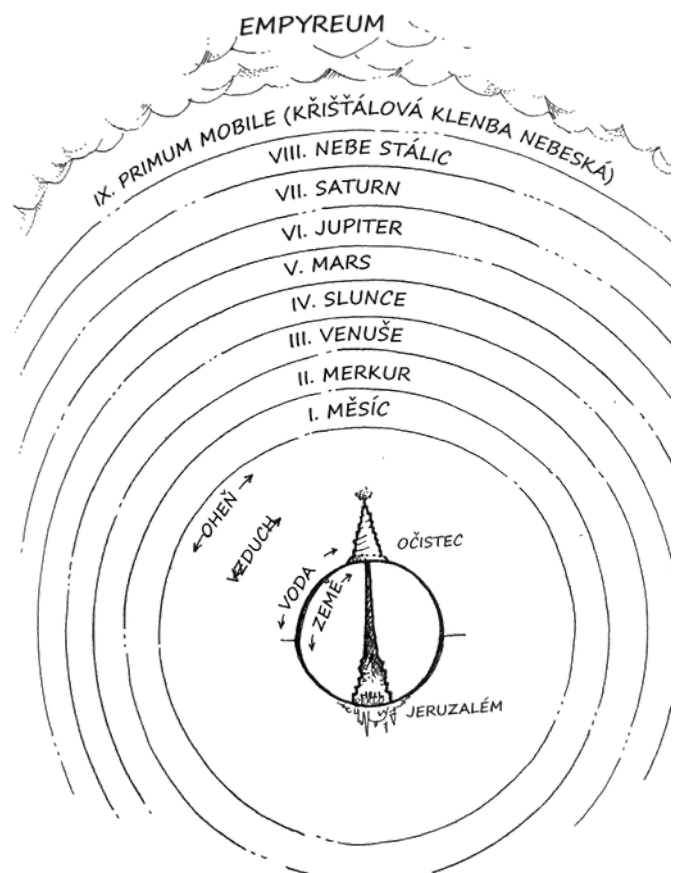 EMPYREUM
IX. PRIMUM MOBILE (KŘIŠŤÁLOVÁ KLENBA NEBESKÁ)
VIII. NEBE STÁLIC
VII. SATURN
VI. JUPITER
V. MARS
IV. SLUNCE
III. VENUŠE
II. MERKUR
I. MĚSÍC
OHEŇ
VZDUCH
VODA
ZEMĚ
OČISTEC
JERUZALÉM